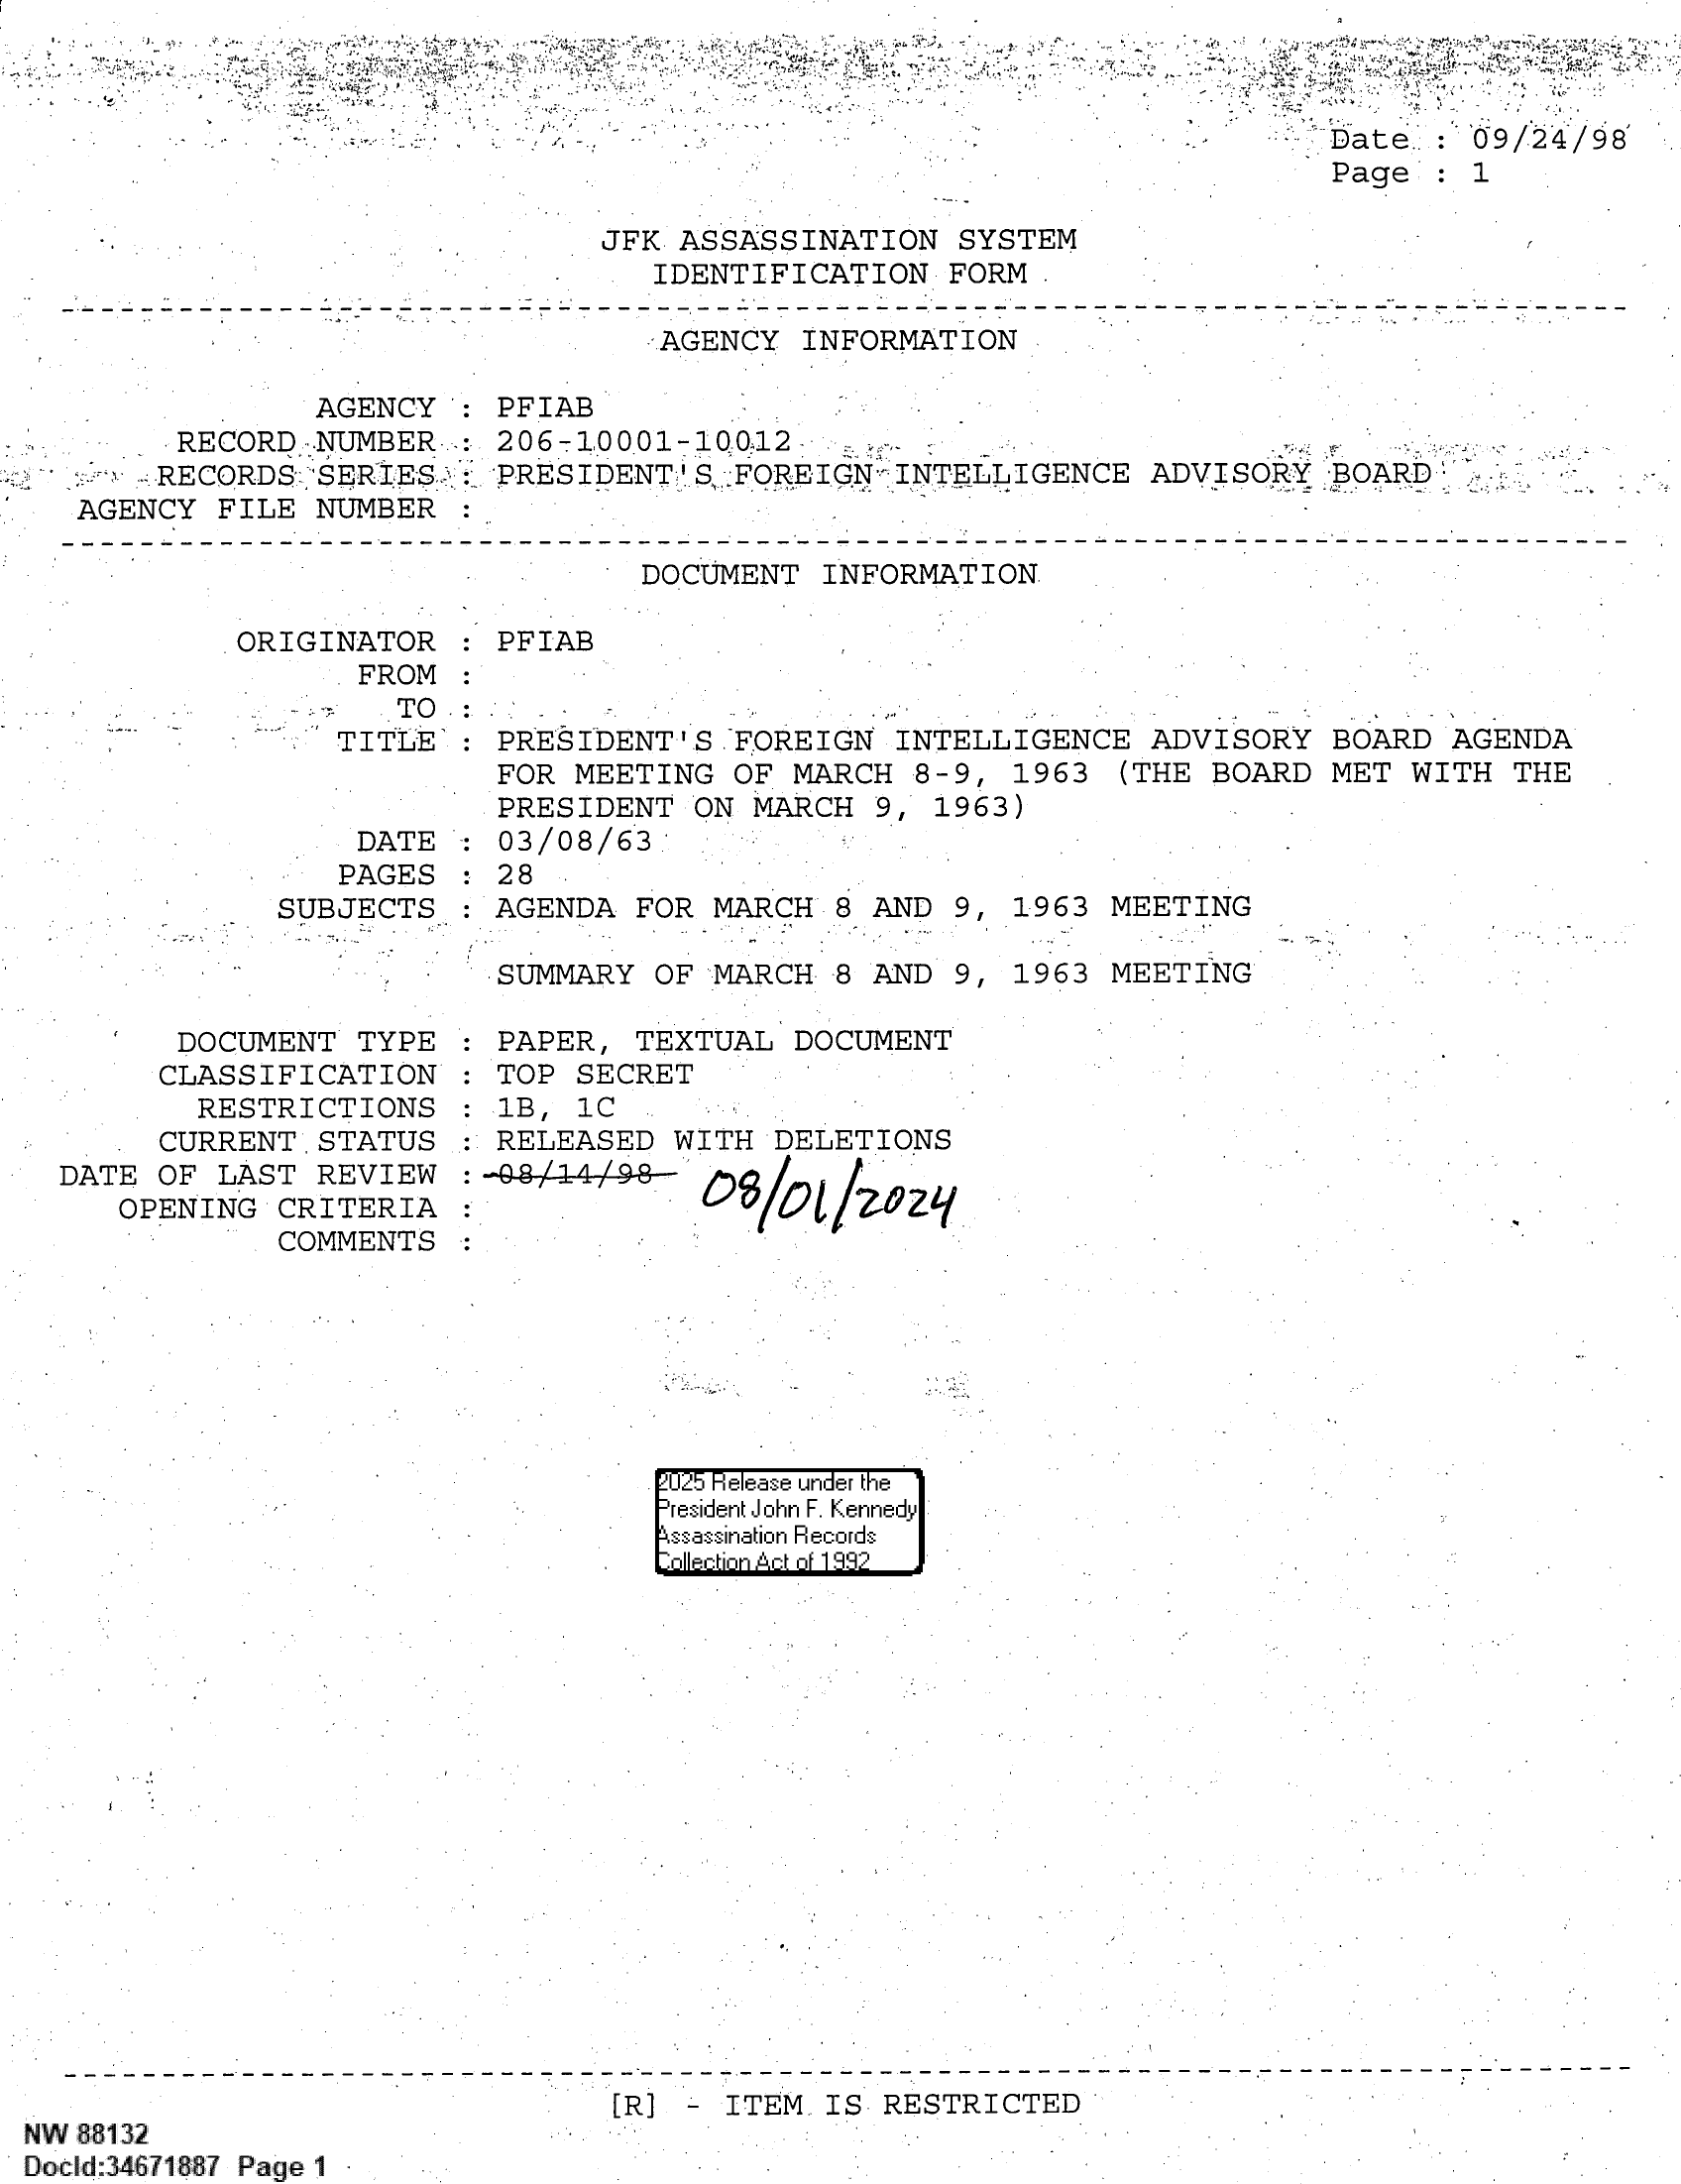 Date : 09/24/98
Page : 1
JFK ASSASSINATION SYSTEM
IDENTIFICATION FORM
--------------------------------------------------------------------------------
AGENCY INFORMATION
AGENCY : PFIAB
RECORD NUMBER : 206-10001-10012
RECORDS SERIES : PRESIDENT'S FOREIGN INTELLIGENCE ADVISORY BOARD
AGENCY FILE NUMBER :
--------------------------------------------------------------------------------
DOCUMENT INFORMATION
ORIGINATOR : PFIAB
FROM :
TO :
TITLE : PRESIDENT'S FOREIGN INTELLIGENCE ADVISORY BOARD AGENDA
FOR MEETING OF MARCH 8-9, 1963 (THE BOARD MET WITH THE
PRESIDENT ON MARCH 9, 1963)
DATE : 03/08/63
PAGES : 28
SUBJECTS : AGENDA FOR MARCH 8 AND 9, 1963 MEETING
SUMMARY OF MARCH 8 AND 9, 1963 MEETING
DOCUMENT TYPE : PAPER, TEXTUAL DOCUMENT
CLASSIFICATION : TOP SECRET
RESTRICTIONS : 1B, 1C
CURRENT STATUS : RELEASED WITH DELETIONS
DATE OF LAST REVIEW : 08/14/98 08/01/2024
OPENING CRITERIA :
COMMENTS :
2025 Release under the
President John F. Kennedy
Assassination Records
Collection Act of 1992
--------------------------------------------------------------------------------
[R] - ITEM IS RESTRICTED
NW 88132
DocId:34671887 Page 1